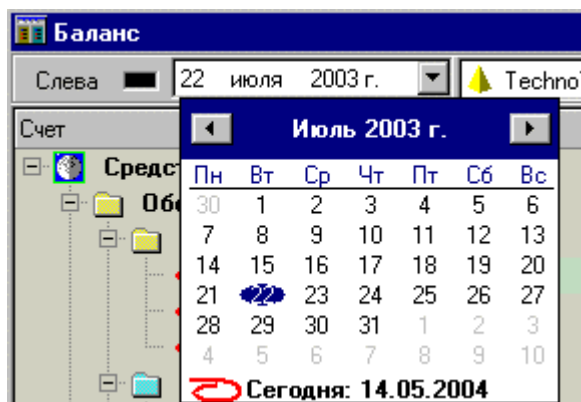 Баланс
Слева 22 июля 2003 г. Techno
Счет
Июль 2003 г.
Средст
Обо
Пн Вт Ср Чт Пт Сб Вс
30 1 2 3 4 5 6
7 8 9 10 11 12 13
14 15 16 17 18 19 20
21 22 23 24 25 26 27
28 29 30 31 1 2 3
4 5 6 7 8 9 10
Сегодня: 14.05.2004